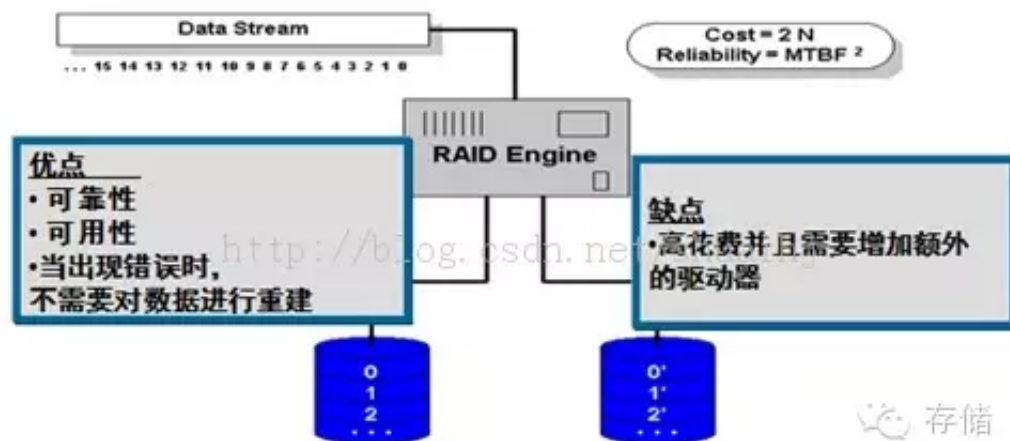 Data Stream
... 15 14 13 12 11 10 9 8 7 6 5 4 3 2 1 0
Cost = 2 N
Reliability = MTBF ²
RAID Engine
优点
• 可靠性
• 可用性
•当出现错误时，
不需要对数据进行重建
缺点
•高花费并且需要增加额外
的驱动器
http://blog.csdn.net/
0
1
2
...
0'
1'
2'
...
存储